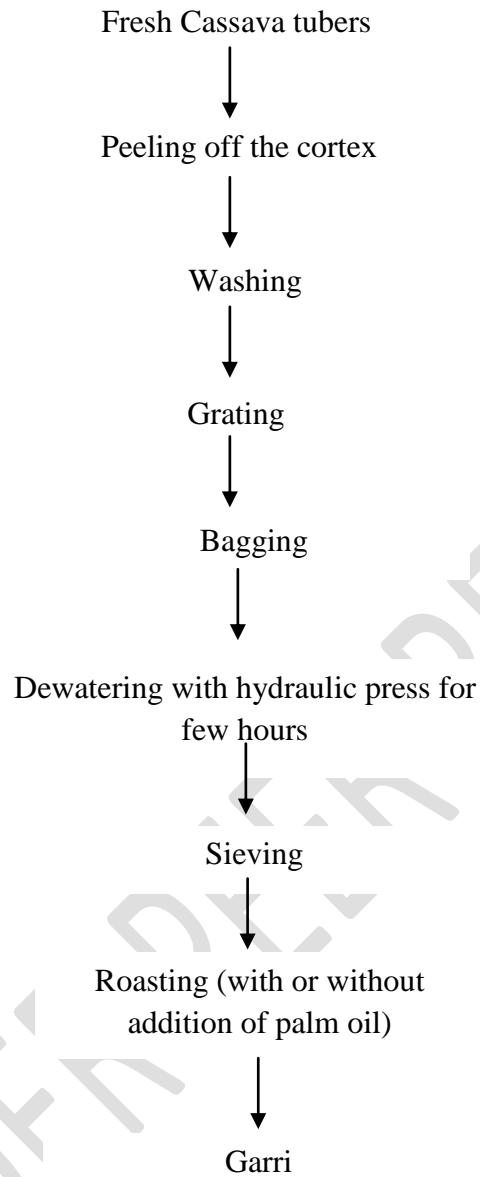 Fresh Cassava tubers
Peeling off the cortex
Washing
Grating
Bagging
Dewatering with hydraulic press for
few hours
Sieving
Roasting (with or without
addition of palm oil)
Garri